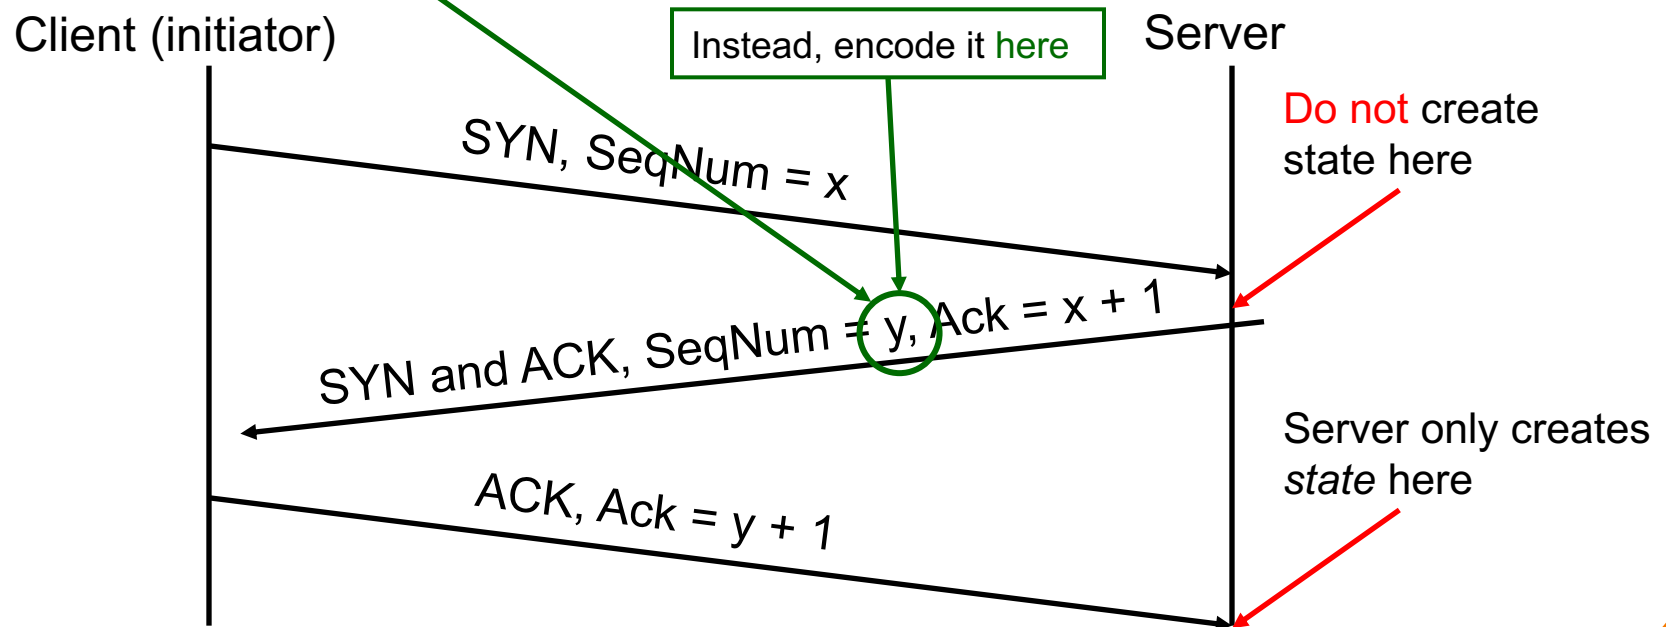 Client (initiator)
Instead, encode it here
Server
Do not create
state here
SYN, SeqNum = x
SYN and ACK, SeqNum = y, Ack = x + 1
Server only creates
state here
ACK, Ack = y + 1